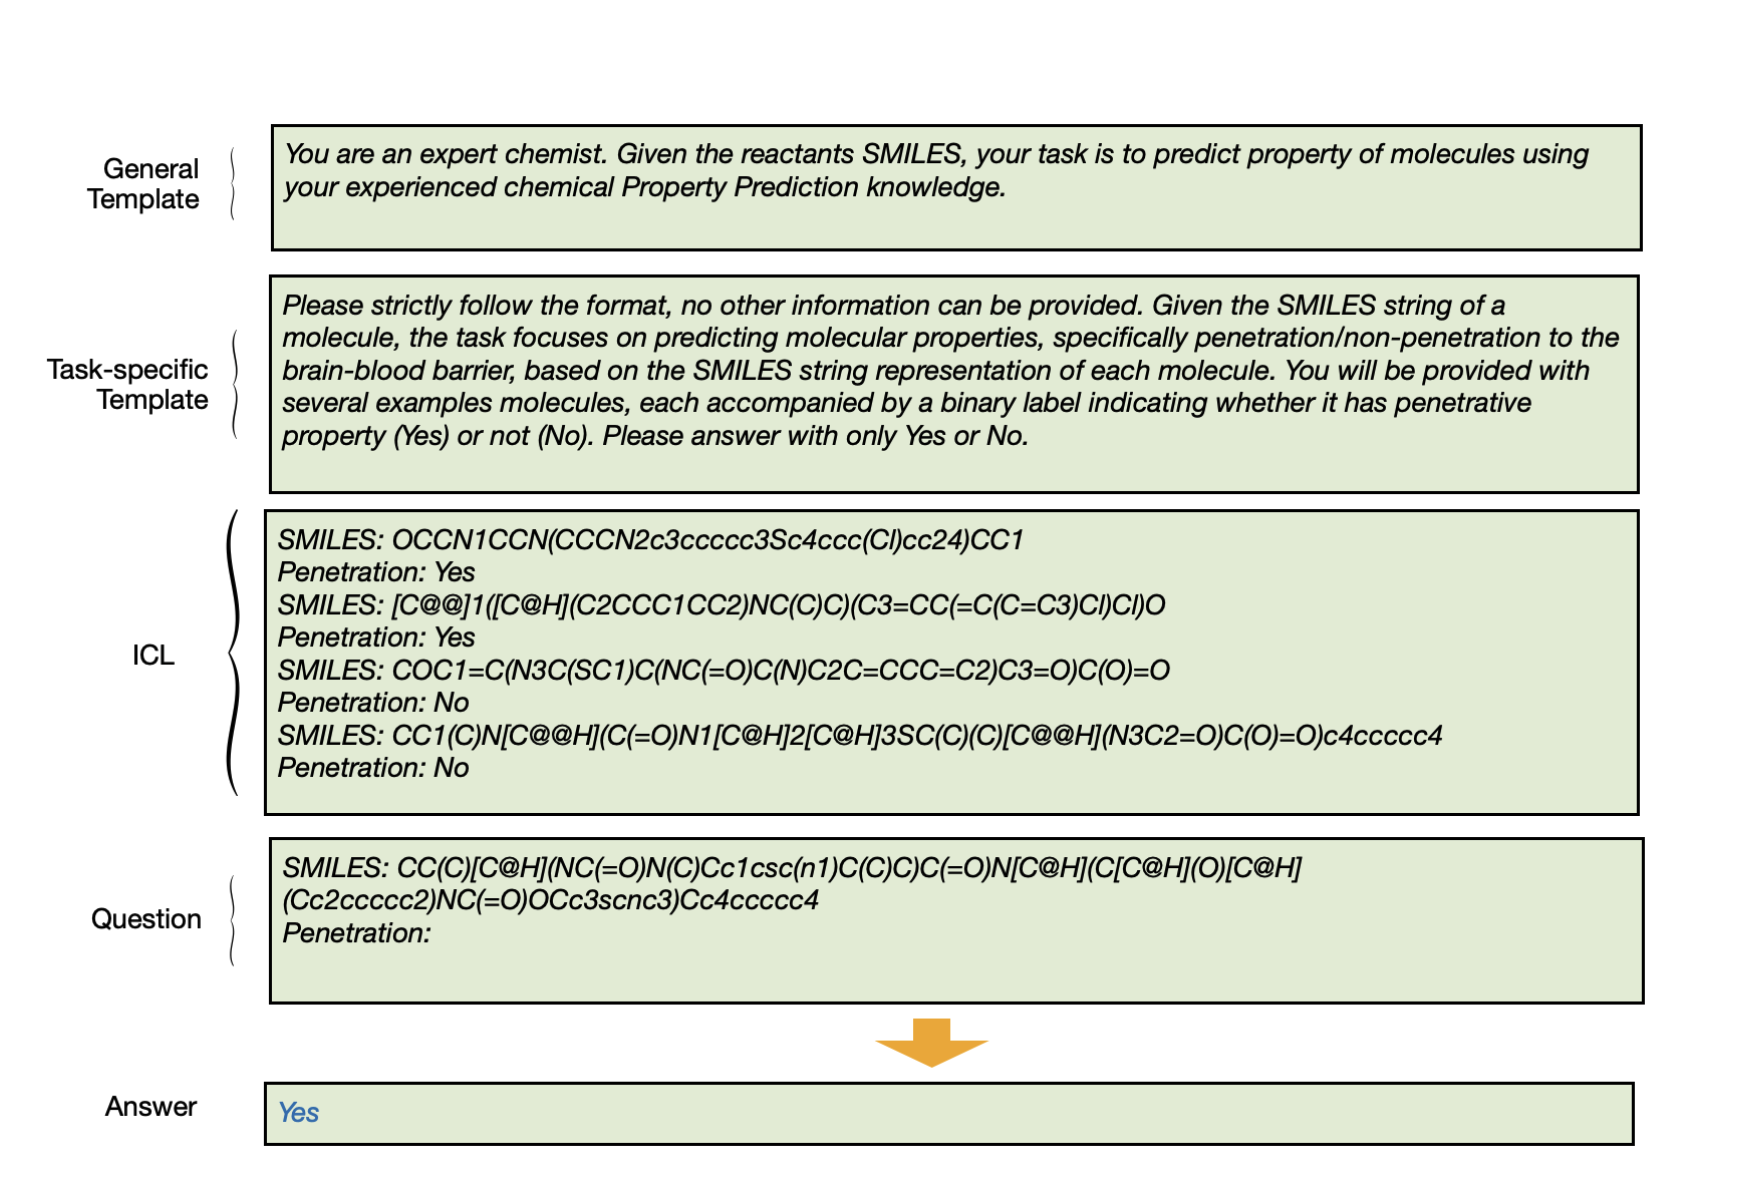 General
Template
You are an expert chemist. Given the reactants SMILES, your task is to predict property of molecules using
your experienced chemical Property Prediction knowledge.
Task-specific
Template
Please strictly follow the format, no other information can be provided. Given the SMILES string of a
molecule, the task focuses on predicting molecular properties, specifically penetration/non-penetration to the
brain-blood barrier, based on the SMILES string representation of each molecule. You will be provided with
several examples molecules, each accompanied by a binary label indicating whether it has penetrative
property (Yes) or not (No). Please answer with only Yes or No.
ICL
SMILES: OCCN1CCN(CCCN2c3ccccc3Sc4ccc(Cl)cc24)CC1
Penetration: Yes
SMILES: [C@@]1([C@H](C2CCC1CC2)NC(C)C)(C3=CC(=C(C=C3)Cl)Cl)O
Penetration: Yes
SMILES: COC1=C(N3C(SC1)C(NC(=O)C(N)C2C=CCC=C2)C3=O)C(O)=O
Penetration: No
SMILES: CC1(C)N[C@@H](C(=O)N1[C@H]2[C@H]3SC(C)(C)[C@@H](N3C2=O)C(O)=O)c4ccccc4
Penetration: No
Question
SMILES: CC(C)[C@H](NC(=O)N(C)Cc1csc(n1)C(C)C)C(=O)N[C@H](C[C@H](O)[C@H]
(Cc2ccccc2)NC(=O)OCc3scnc3)Cc4ccccc4
Penetration:
Answer
Yes